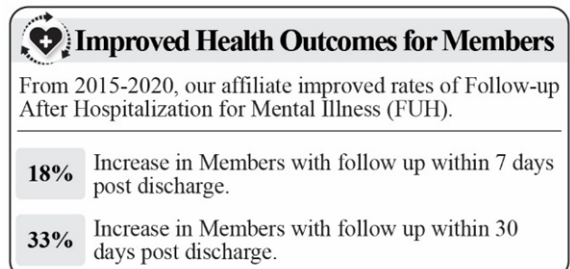 Improved Health Outcomes for Members
From 2015-2020, our affiliate improved rates of Follow-up
After Hospitalization for Mental Illness (FUH).
18%
Increase in Members with follow up within 7 days
post discharge.
33%
Increase in Members with follow up within 30
days post discharge.